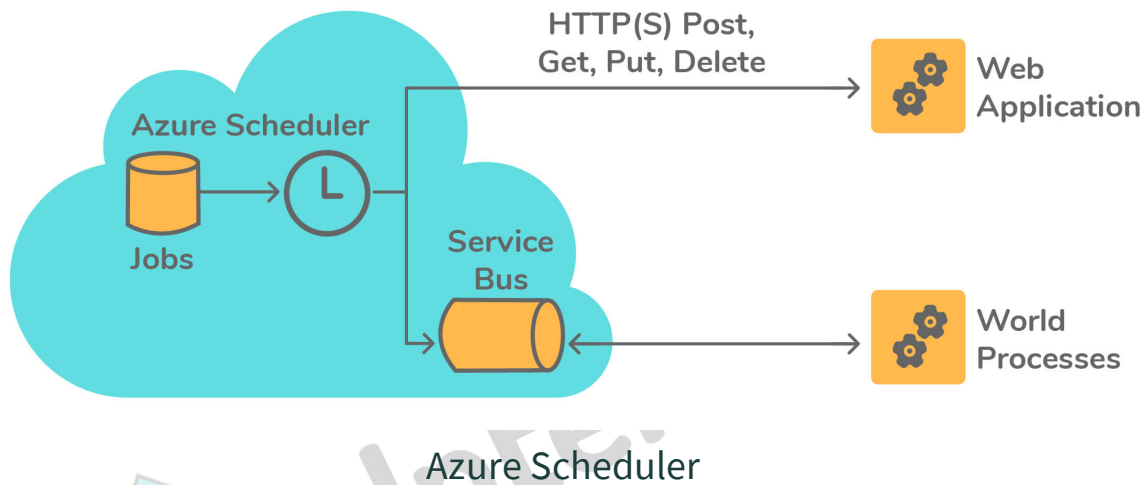 HTTP(S) Post,
Get, Put, Delete
Web
Application
Azure Scheduler
Jobs
Service
Bus
World
Processes
Azure Scheduler